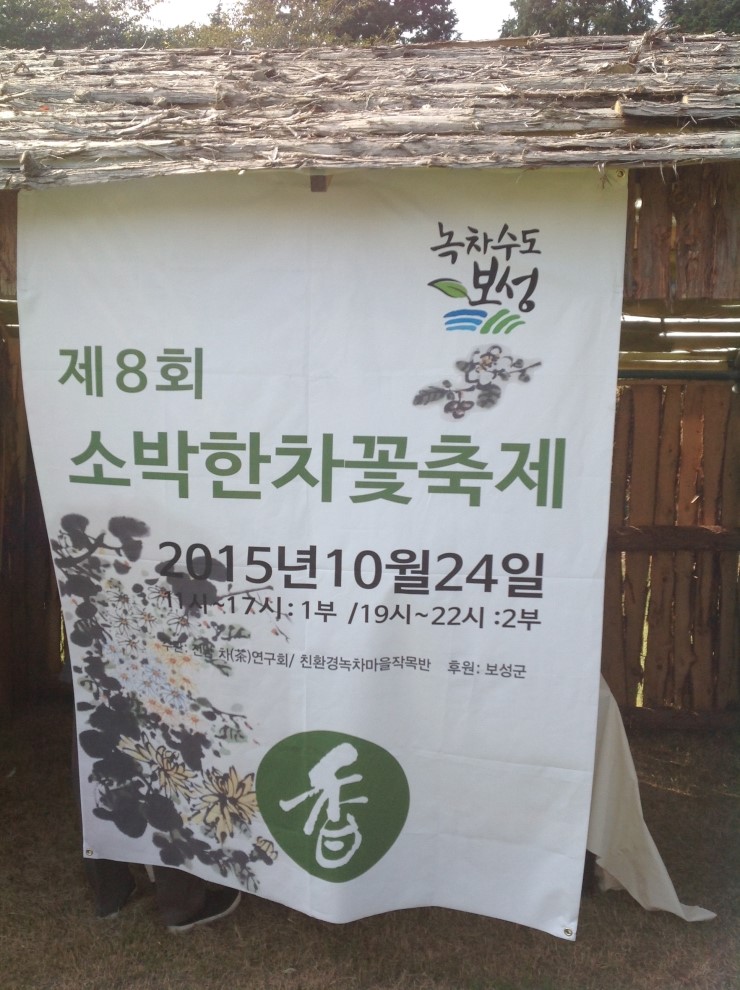 녹차수도
보성
제8회
소박한차꽃축제
2015년10월24일
11시~17시: 1부 /19시~22시 :2부
차(茶)연구회/ 친환경녹차마을작목반 후원: 보성군
香